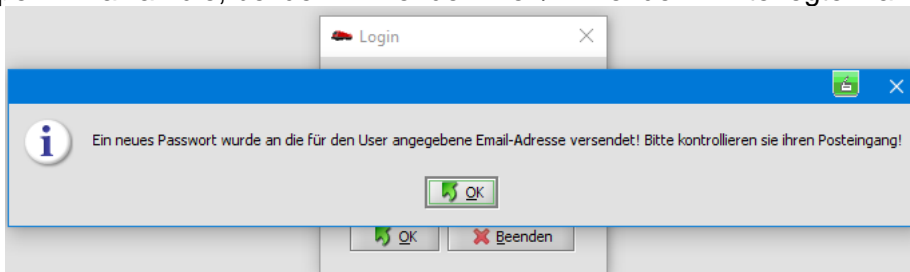 Login
Ein neues Passwort wurde an die für den User angegebene Email-Adresse versendet! Bitte kontrollieren sie ihren Posteingang!
OK
OK Beenden